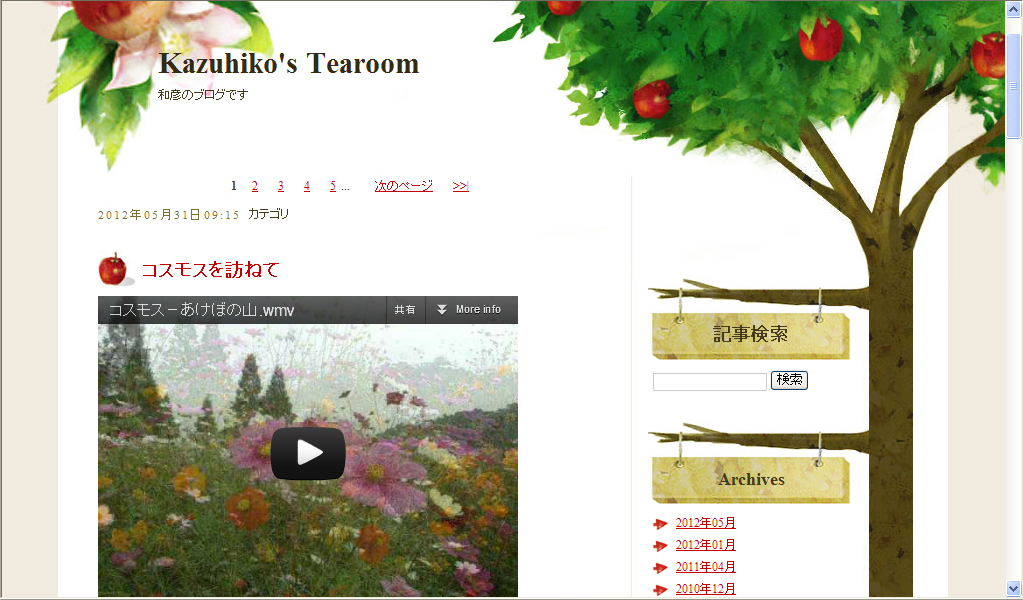 Kazuhiko's Tearoom
和彦のブログです
1 2 3 4 5 ... 次のページ >>|
2012年05月31日09:15 カテゴリ
コスモスを訪ねて
コスモス－あけぼの山.wmv 共有 More info
記事検索
検索
Archives
2012年05月
2012年01月
2011年04月
2010年12月